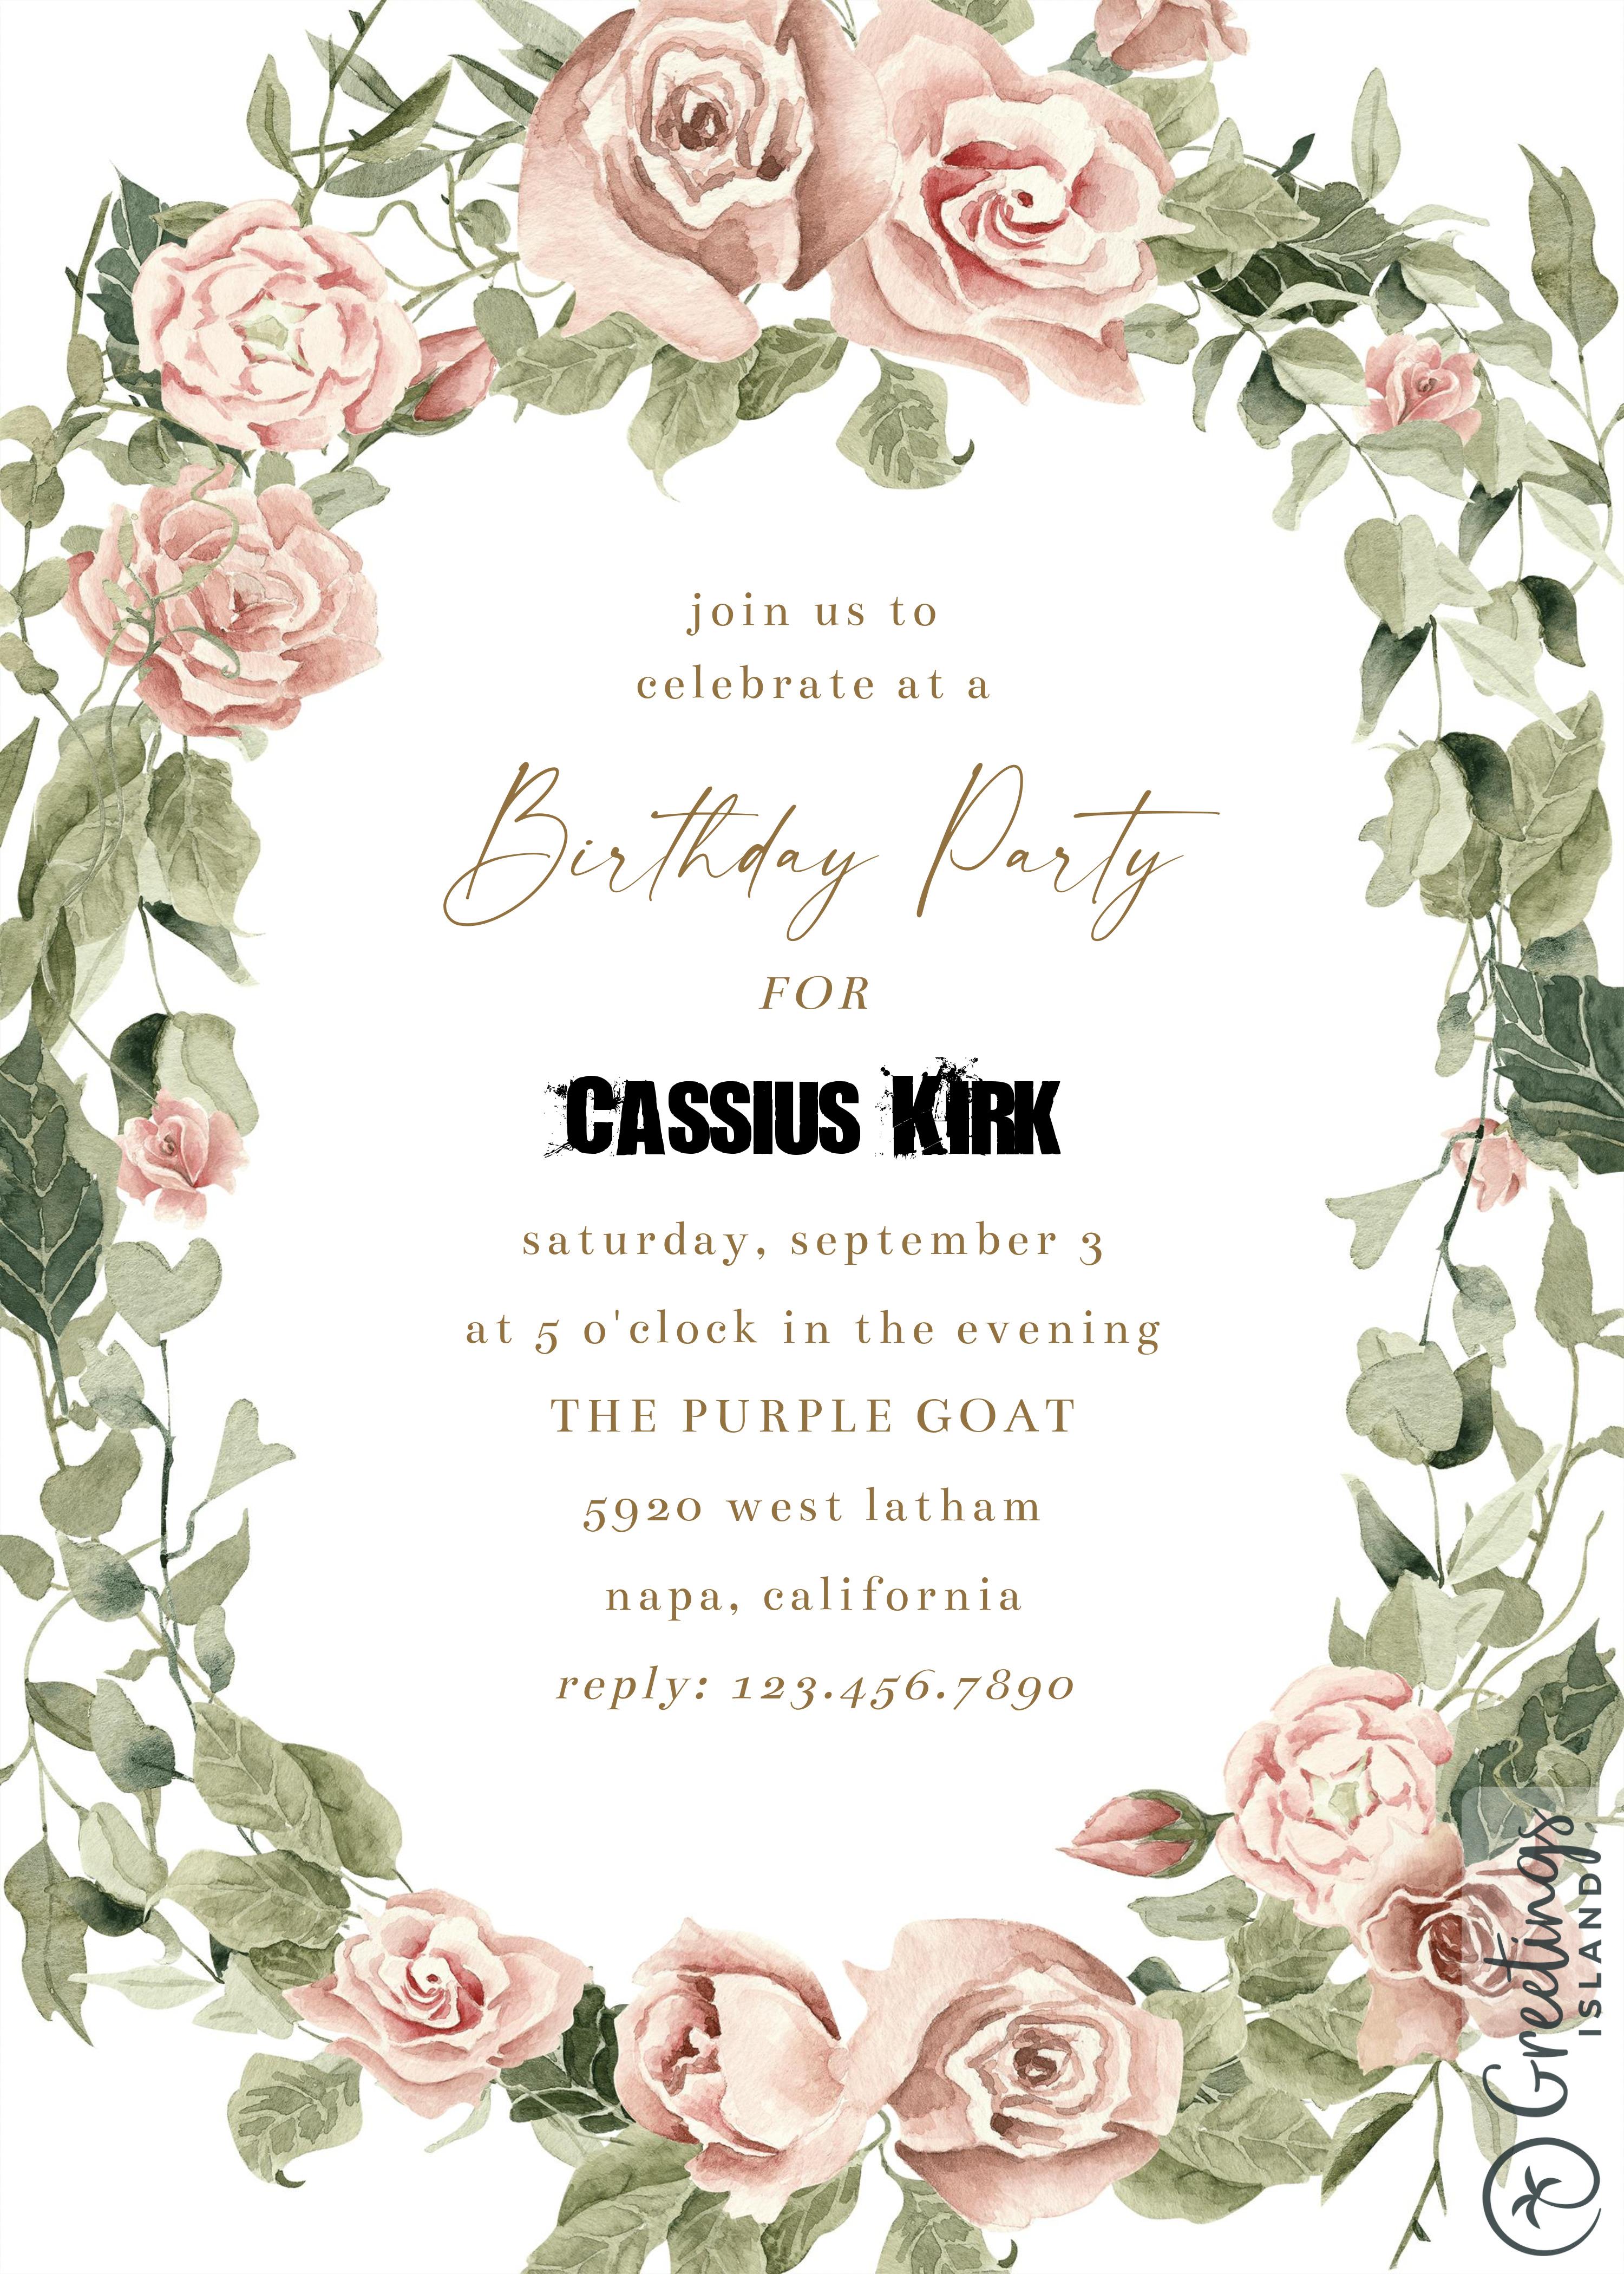 join us to
celebrate at a
Birthday Party
FOR
CASSIUS KIRK
saturday, september 3
at 5 o'clock in the evening
THE PURPLE GOAT
5920 west latham
napa, california
reply: 123.456.7890
Greetings
ISLAND